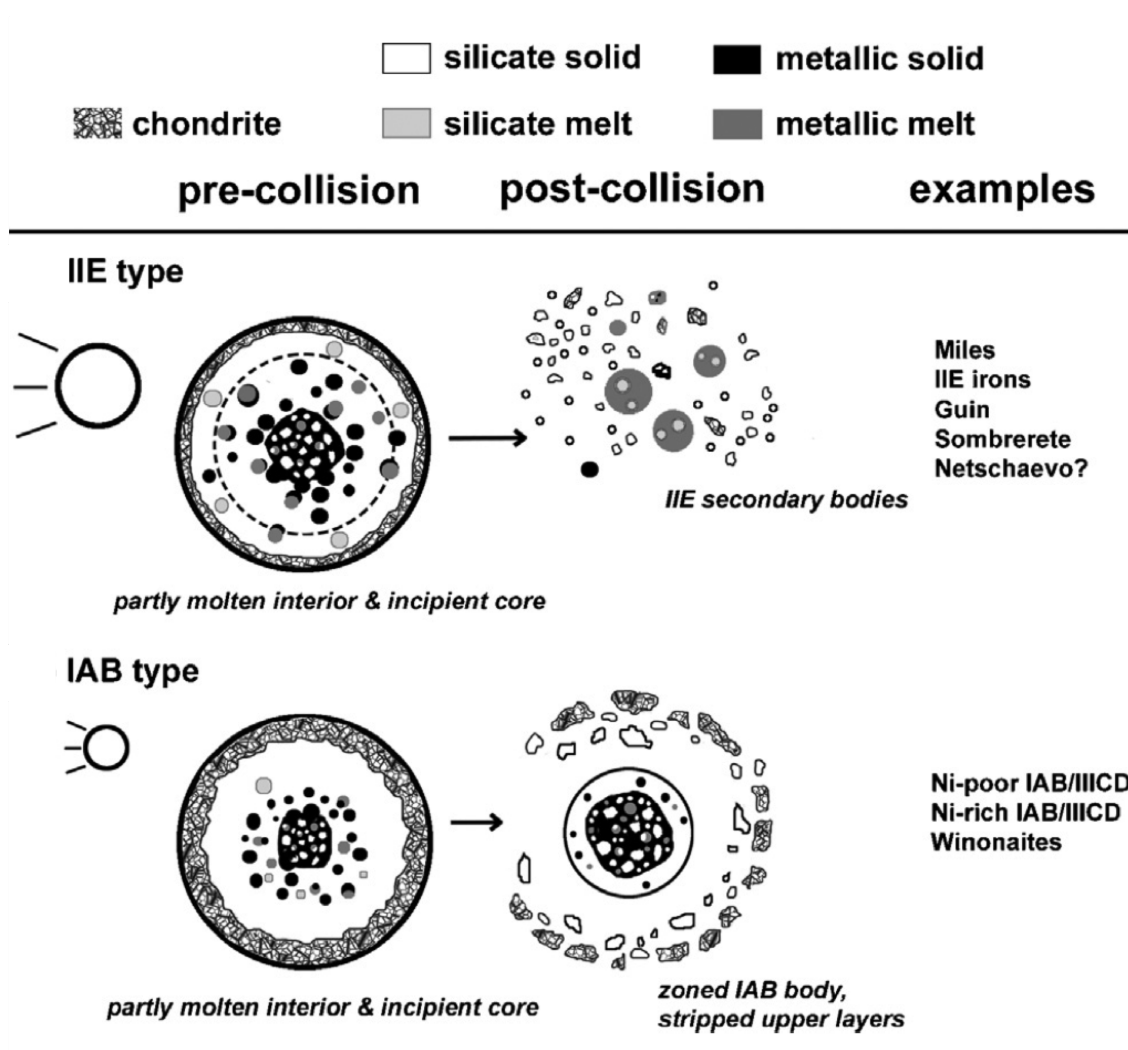 silicate solid
metallic solid
chondrite
silicate melt
metallic melt
pre-collision
post-collision
examples
IIE type
Miles
IIE irons
Guin
Sombrerete
Netschaevo?
IIE secondary bodies
partly molten interior & incipient core
IAB type
Ni-poor IAB/IIICD
Ni-rich IAB/IIICD
Winonaites
partly molten interior & incipient core
zoned IAB body,
stripped upper layers